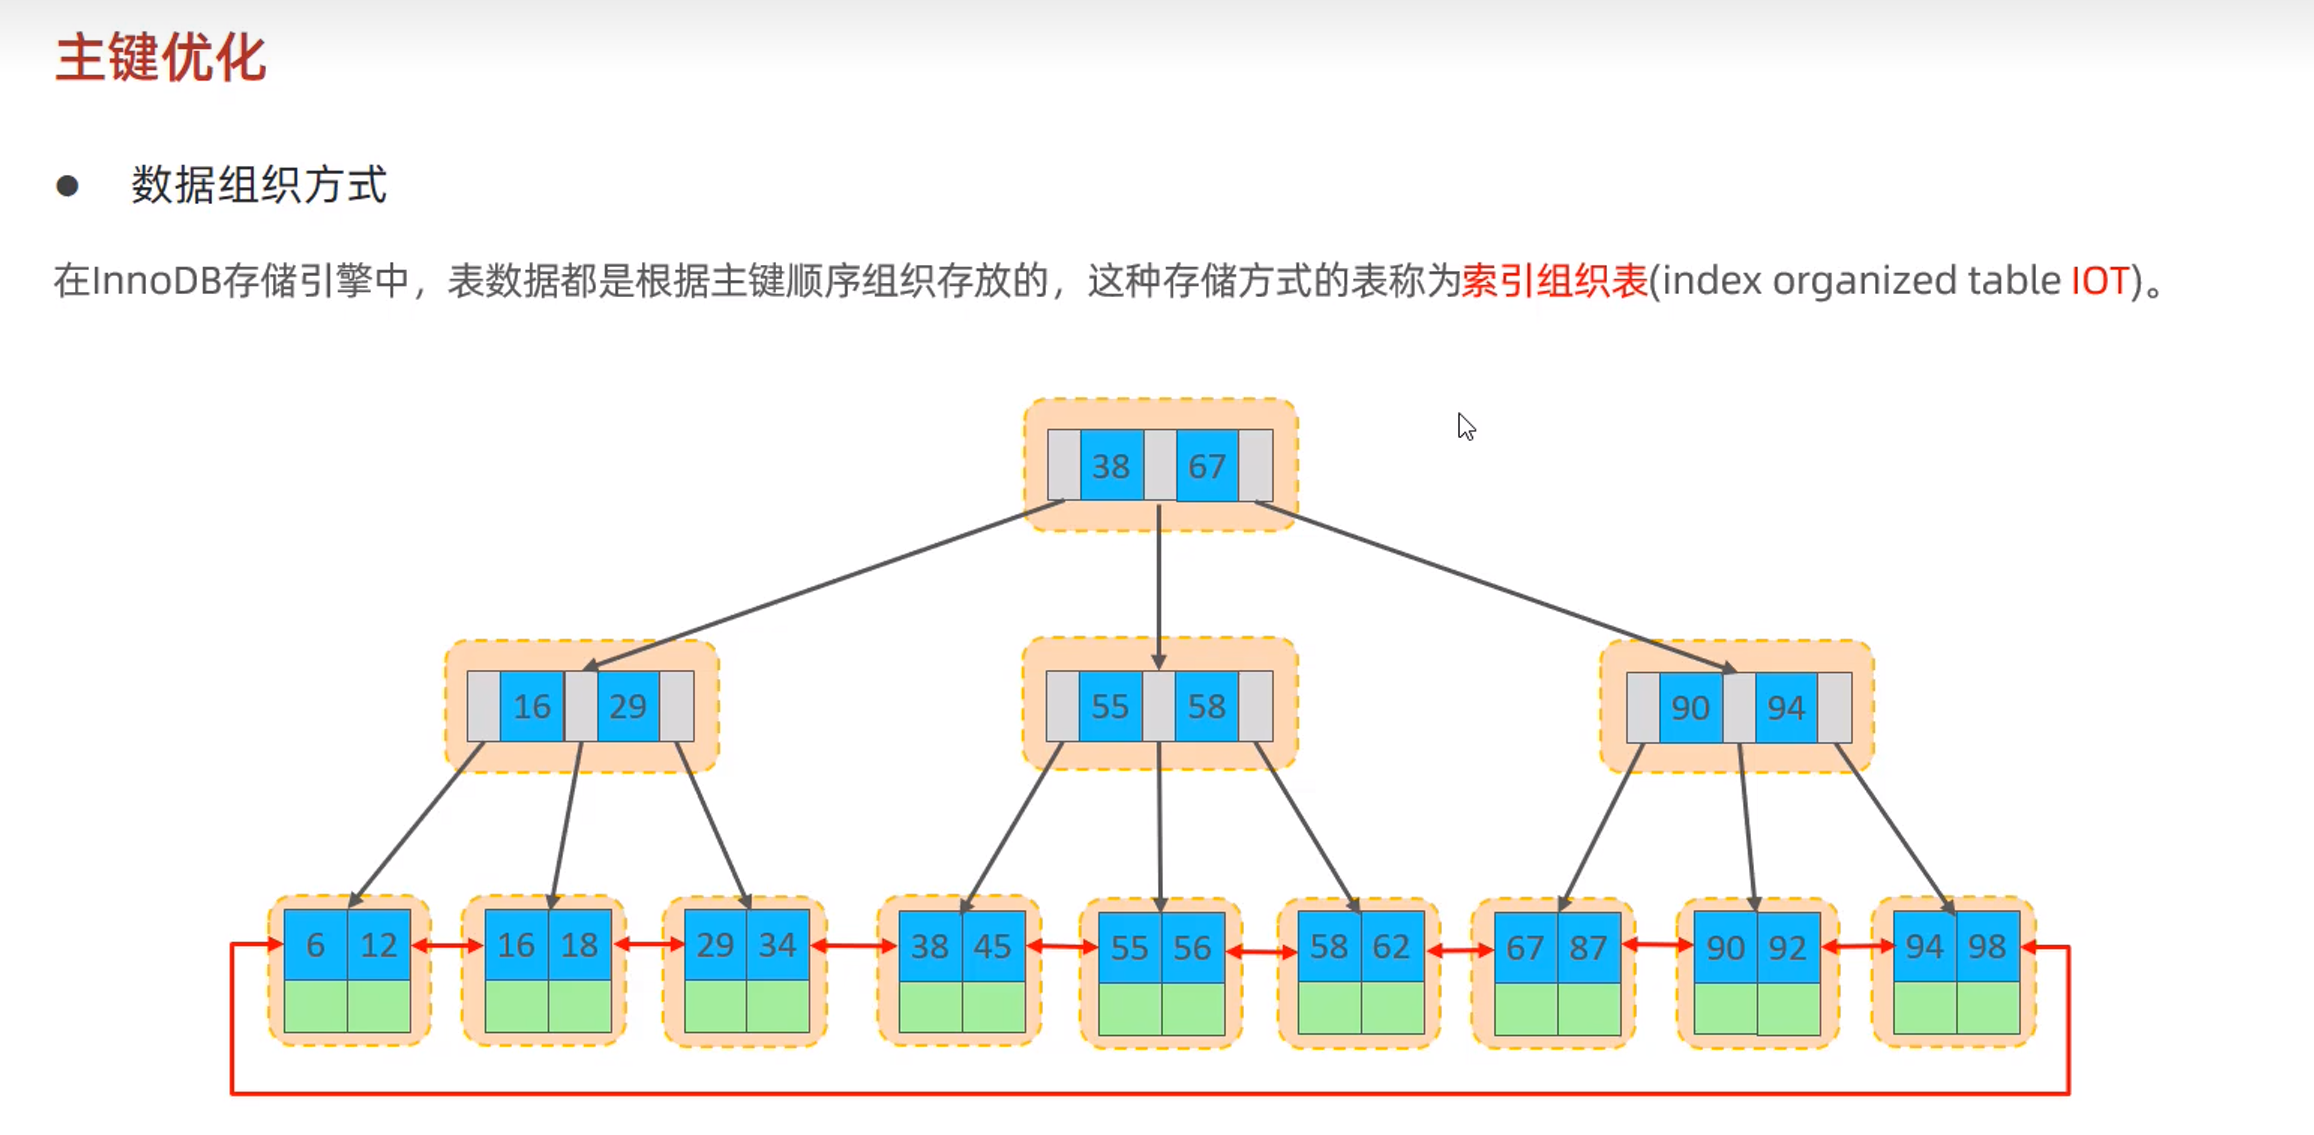 主键优化
● 数据组织方式
在InnoDB存储引擎中，表数据都是根据主键顺序组织存放的，这种存储方式的表称为索引组织表(index organized table IOT)。
38 67
16 29 55 58 90 94
6 12 16 18 29 34 38 45 55 56 58 62 67 87 90 92 94 98